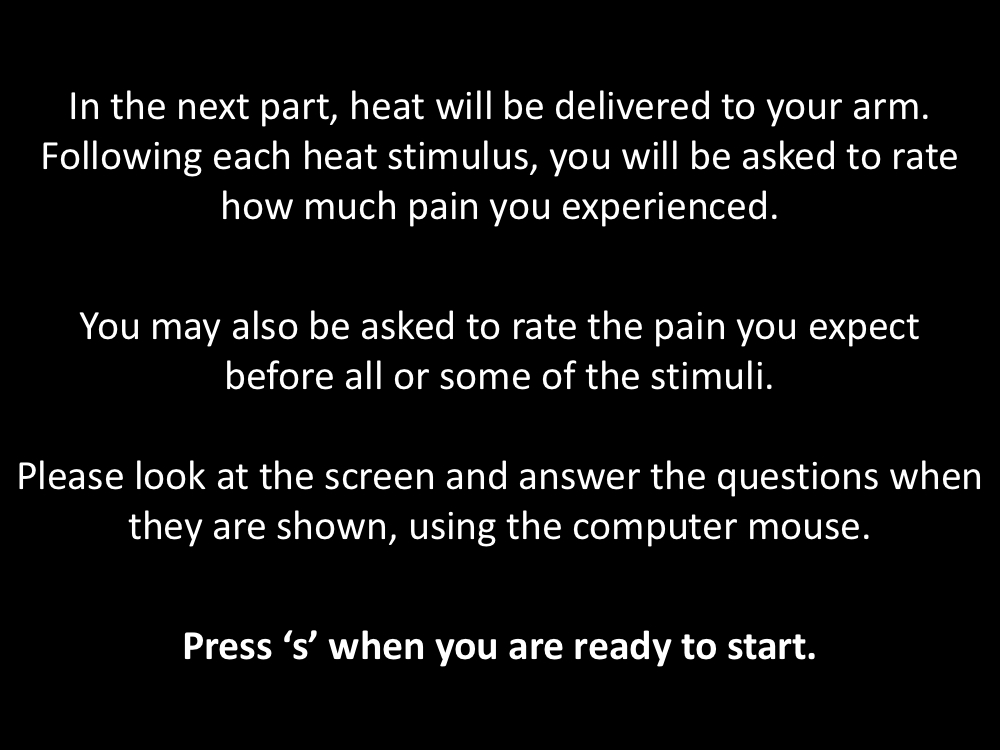 In the next part, heat will be delivered to your arm.
Following each heat stimulus, you will be asked to rate
how much pain you experienced.
You may also be asked to rate the pain you expect
before all or some of the stimuli.
Please look at the screen and answer the questions when
they are shown, using the computer mouse.
Press ‘s’ when you are ready to start.